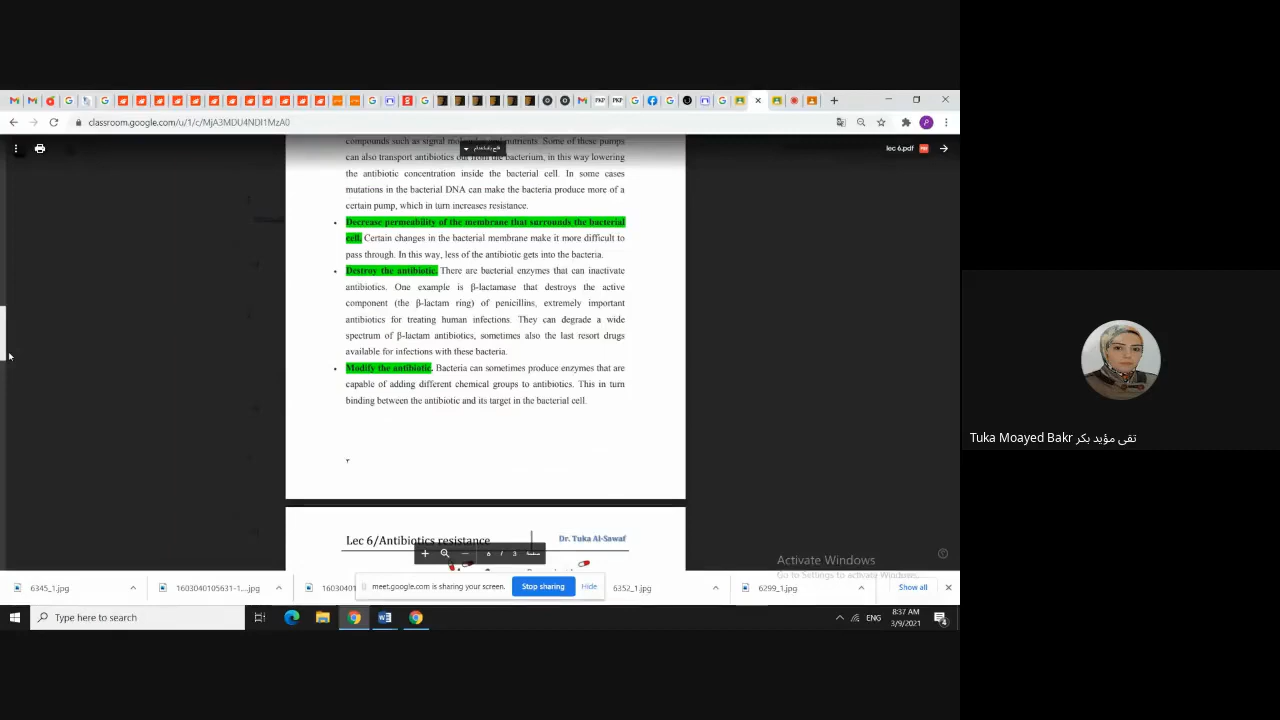 classroom.google.com/u/1/c/MjA3MDU4NDI1MzA0
lec 6.pdf
compounds such as signal molecules and nutrients. Some of these pumps
can also transport antibiotics out from the bacterium, in this way lowering
the antibiotic concentration inside the bacterial cell. In some cases
mutations in the bacterial DNA can make the bacteria produce more of a
certain pump, which in turn increases resistance.
• Decrease permeability of the membrane that surrounds the bacterial
cell. Certain changes in the bacterial membrane make it more difficult to
pass through. In this way, less of the antibiotic gets into the bacteria.
• Destroy the antibiotic. There are bacterial enzymes that can inactivate
antibiotics. One example is β-lactamase that destroys the active
component (the β-lactam ring) of penicillins, extremely important
antibiotics for treating human infections. They can degrade a wide
spectrum of β-lactam antibiotics, sometimes also the last resort drugs
available for infections with these bacteria.
• Modify the antibiotic. Bacteria can sometimes produce enzymes that are
capable of adding different chemical groups to antibiotics. This in turn
binding between the antibiotic and its target in the bacterial cell.
Tuka Moayed Bakr تقى مؤيد بكر
Lec 6/Antibiotics resistance
Dr. Tuka Al-Sawaf
6 / 3
Activate Windows
Go to Settings to activate Windows.
6345_1.jpg
1603040105631-1....jpg
meet.google.com is sharing your screen.
Stop sharing
Hide
6352_1.jpg
6299_1.jpg
Show all
Type here to search
ENG
8:37 AM
3/9/2021